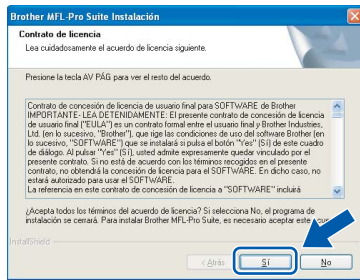 Brother MFL-Pro Suite Instalación
Contrato de licencia
Lea cuidadosamente el acuerdo de licencia siguiente.
Presione la tecla AV PÁG para ver el resto del acuerdo.
Contrato de concesión de licencia de usuario final para SOFTWARE de Brother
IMPORTANTE- LEA DETENIDAMENTE: El presente contrato de concesión de licencia
de usuario final ("EULA") es un contrato formal entre el usuario final y Brother Industries,
Ltd. (en lo sucesivo, "Brother"), que rige las condiciones de uso del software Brother (en
lo sucesivo, "SOFTWARE") que se instalará si pulsa el botón "Yes" (Sí) de este cuadro
de diálogo. Al pulsar "Yes" (Sí), usted admite expresamente quedar vinculado por el
presente contrato. Si no está de acuerdo con los términos recogidos en el presente
contrato, no obtendrá la concesión de licencia para el SOFTWARE. En dicho caso, no
estará autorizado para usar el SOFTWARE.
La referencia en este contrato de licencia a "SOFTWARE" incluirá
¿Acepta todos los términos del acuerdo de licencia? Si selecciona No, el programa de
instalación se cerrará. Para instalar Brother MFL-Pro Suite, es necesario aceptar este
InstallShield
< Atrás
Sí
No